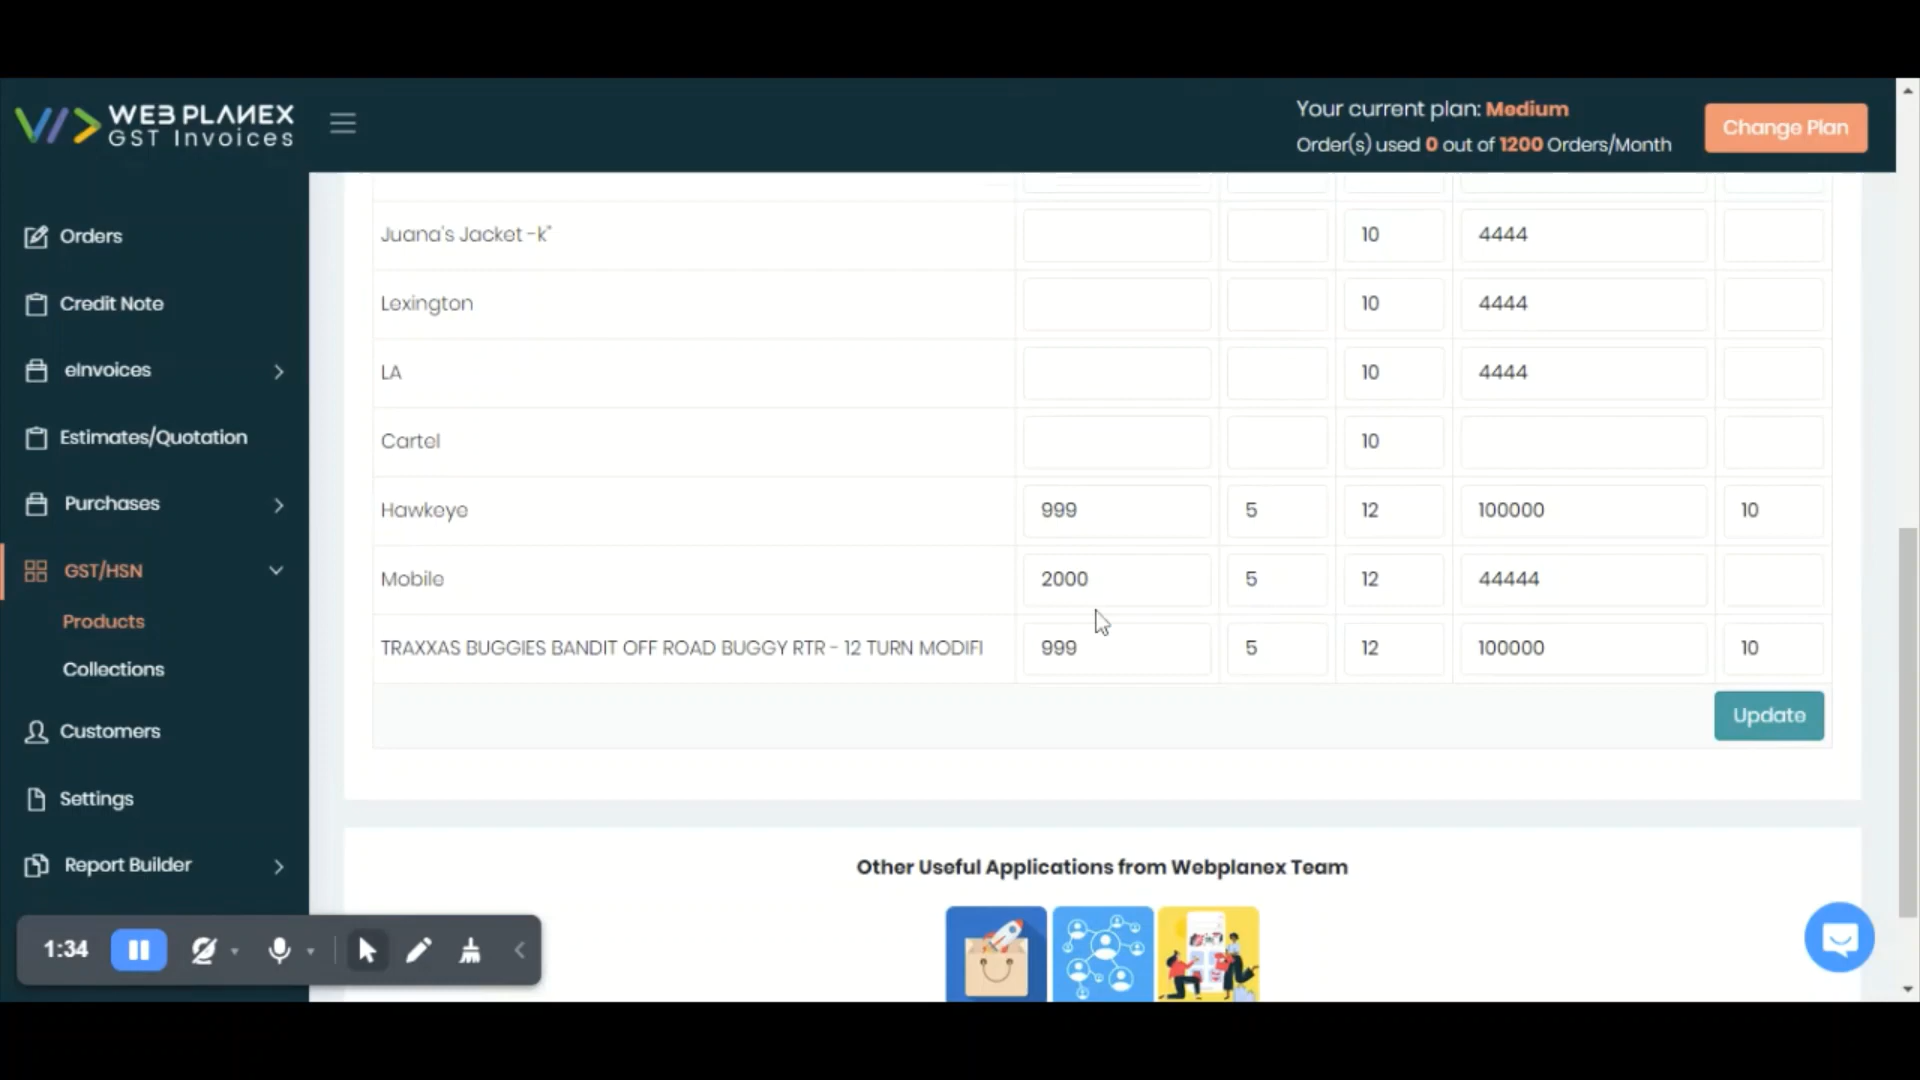 WEB PLANEX
GST Invoices
Your current plan: Medium
Order(s) used 0 out of 1200 Orders/Month
Change Plan
Orders
Credit Note
eInvoices
Estimates/Quotation
Purchases
GST/HSN
Products
Collections
Customers
Settings
Report Builder
Juana's Jacket -k" 10 4444
Lexington 10 4444
LA 10 4444
Cartel 10
Hawkeye 999 5 12 100000 10
Mobile 2000 5 12 44444
TRAXXAS BUGGIES BANDIT OFF ROAD BUGGY RTR - 12 TURN MODIFI 999 5 12 100000 10
Update
Other Useful Applications from Webplanex Team
1:34